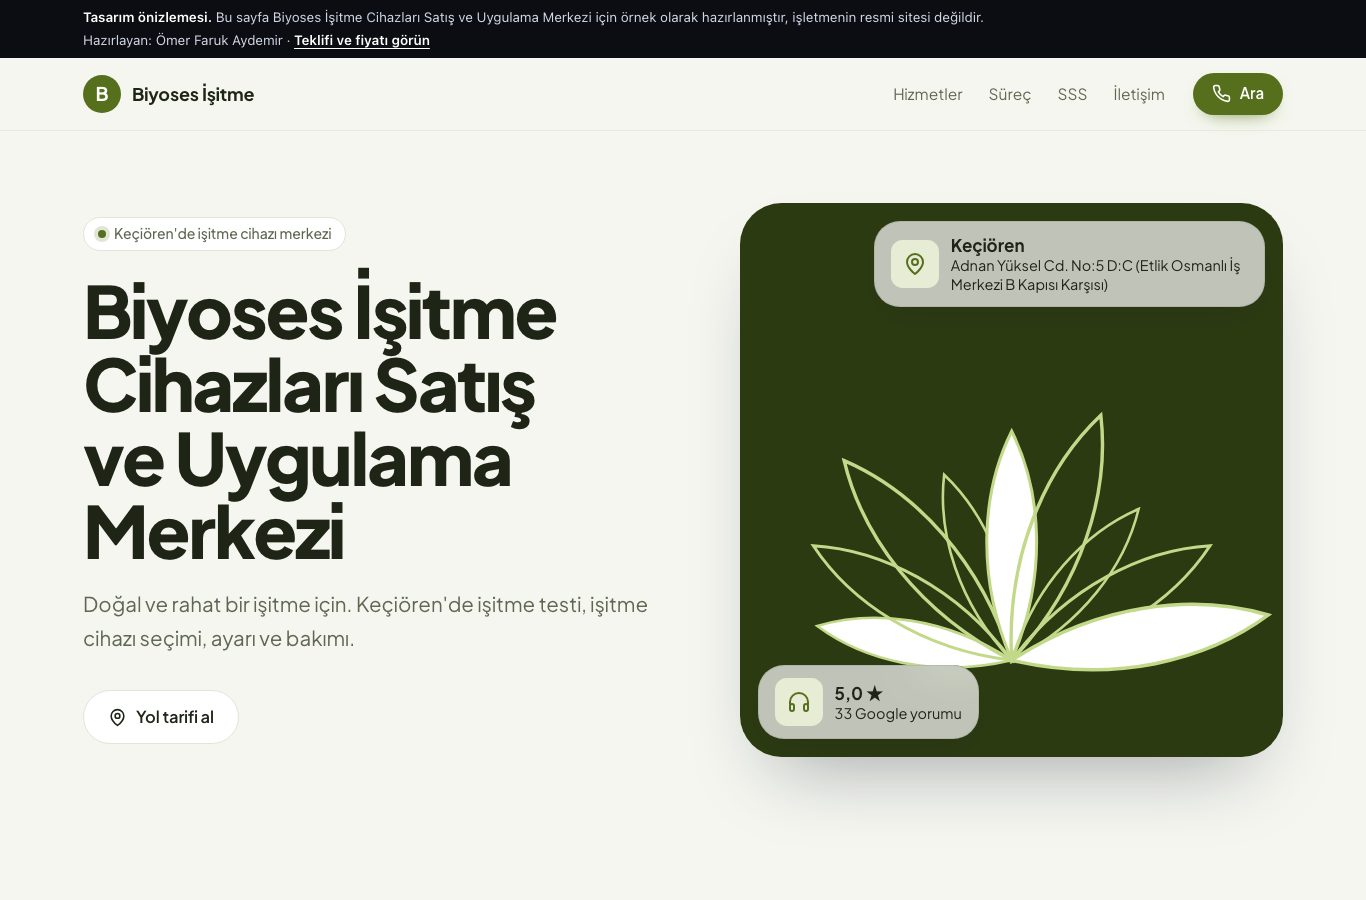 Tasarım önizlemesi. Bu sayfa Biyoses İşitme Cihazları Satış ve Uygulama Merkezi için örnek olarak hazırlanmıştır, işletmenin resmi sitesi değildir.
Hazırlayan: Ömer Faruk Aydemir · Teklifi ve fiyatı görün
B Biyoses İşitme
Hizmetler Süreç SSS İletişim Ara
Keçiören'de işitme cihazı merkezi
Biyoses İşitme
Cihazları Satış
ve Uygulama
Merkezi
Doğal ve rahat bir işitme için. Keçiören'de işitme testi, işitme
cihazı seçimi, ayarı ve bakımı.
Yol tarifi al
Keçiören
Adnan Yüksel Cd. No:5 D:C (Etlik Osmanlı İş
Merkezi B Kapısı Karşısı)
5,0 ★
33 Google yorumu